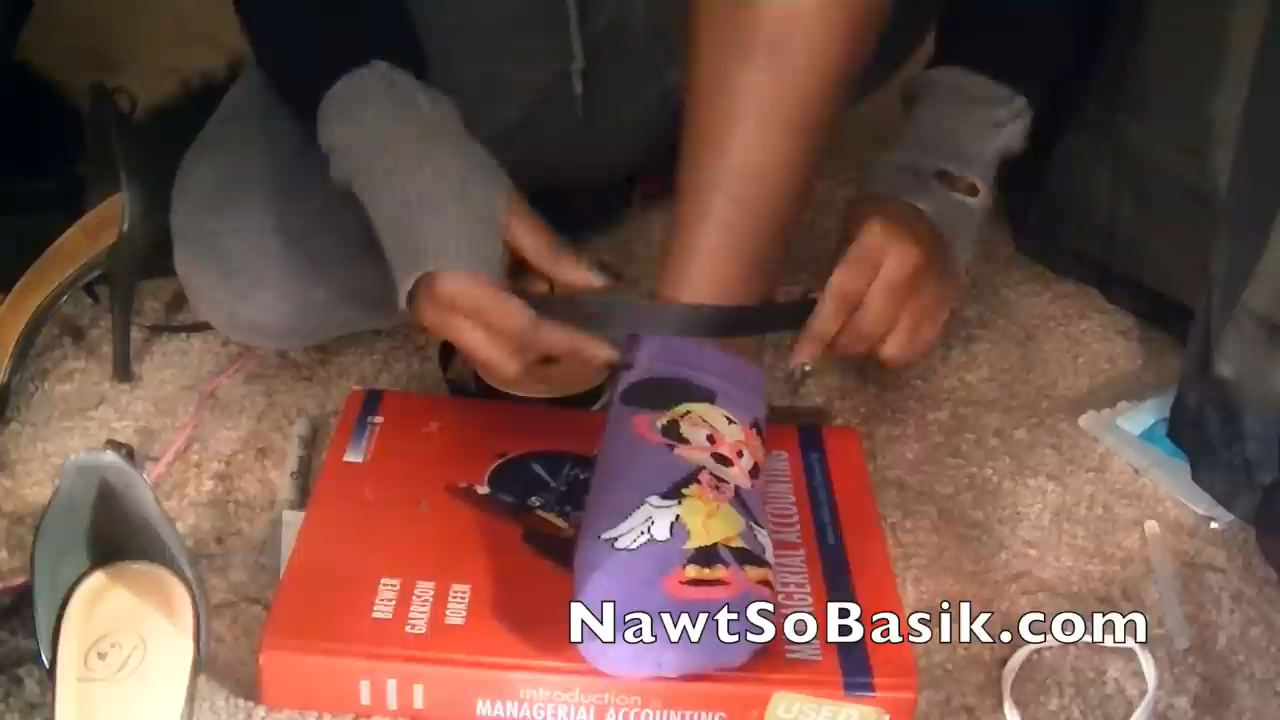 BREWER
GARRISON
NOREEN
MANAGERIAL ACCOUNTING
NawtSoBasik.com
introduction
MANAGERIAL ACCOUNTING
USED